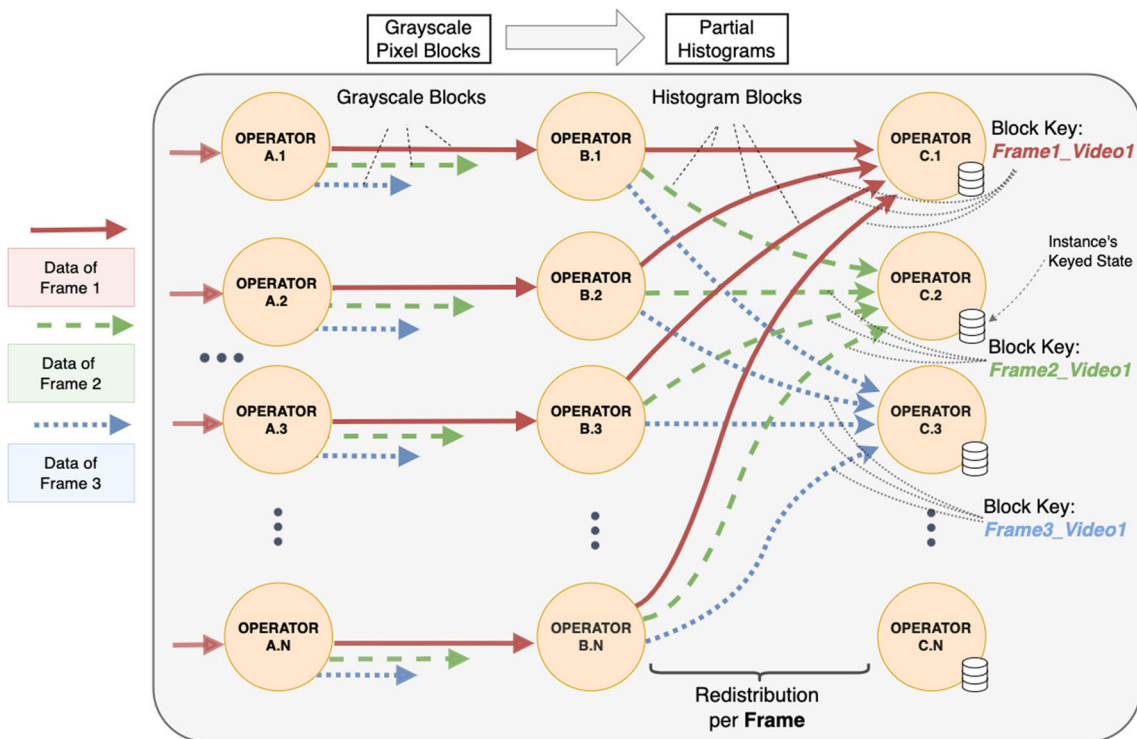 Grayscale
Pixel Blocks
Partial
Histograms
Grayscale Blocks
Histogram Blocks
OPERATOR
A.1
OPERATOR
B.1
OPERATOR
C.1
Block Key:
Frame1_Video1
Data of
Frame 1
OPERATOR
A.2
OPERATOR
B.2
OPERATOR
C.2
Instance's
Keyed State
Block Key:
Frame2_Video1
Data of
Frame 2
OPERATOR
A.3
OPERATOR
B.3
OPERATOR
C.3
Data of
Frame 3
Block Key:
Frame3_Video1
OPERATOR
A.N
OPERATOR
B.N
OPERATOR
C.N
Redistribution
per Frame